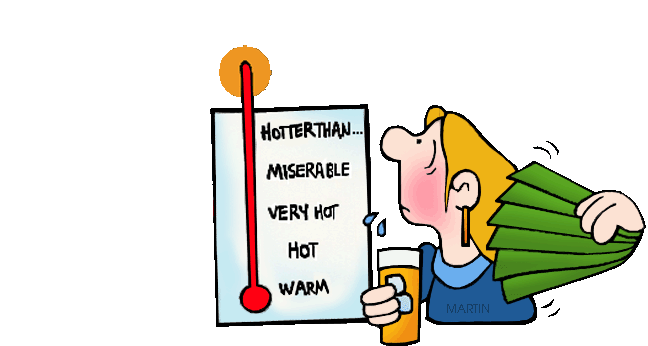 HOTTERTHAN...
MISERABLE
VERY HOT
HOT
WARM
MARTIN